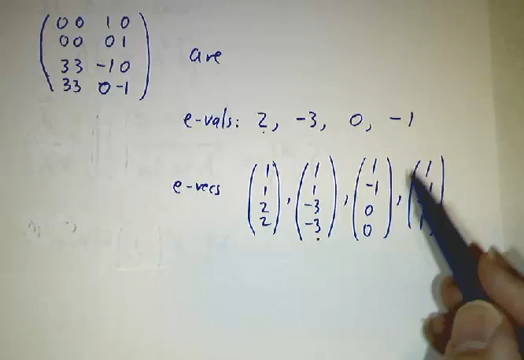 0 0 1 0
0 0 0 1
3 3 -1 0
3 3 0 -1
are
e-vals: 2, -3, 0, -1
e-vecs
1 1 1 1
1 1 -1
2 -3 0
2 -3 0